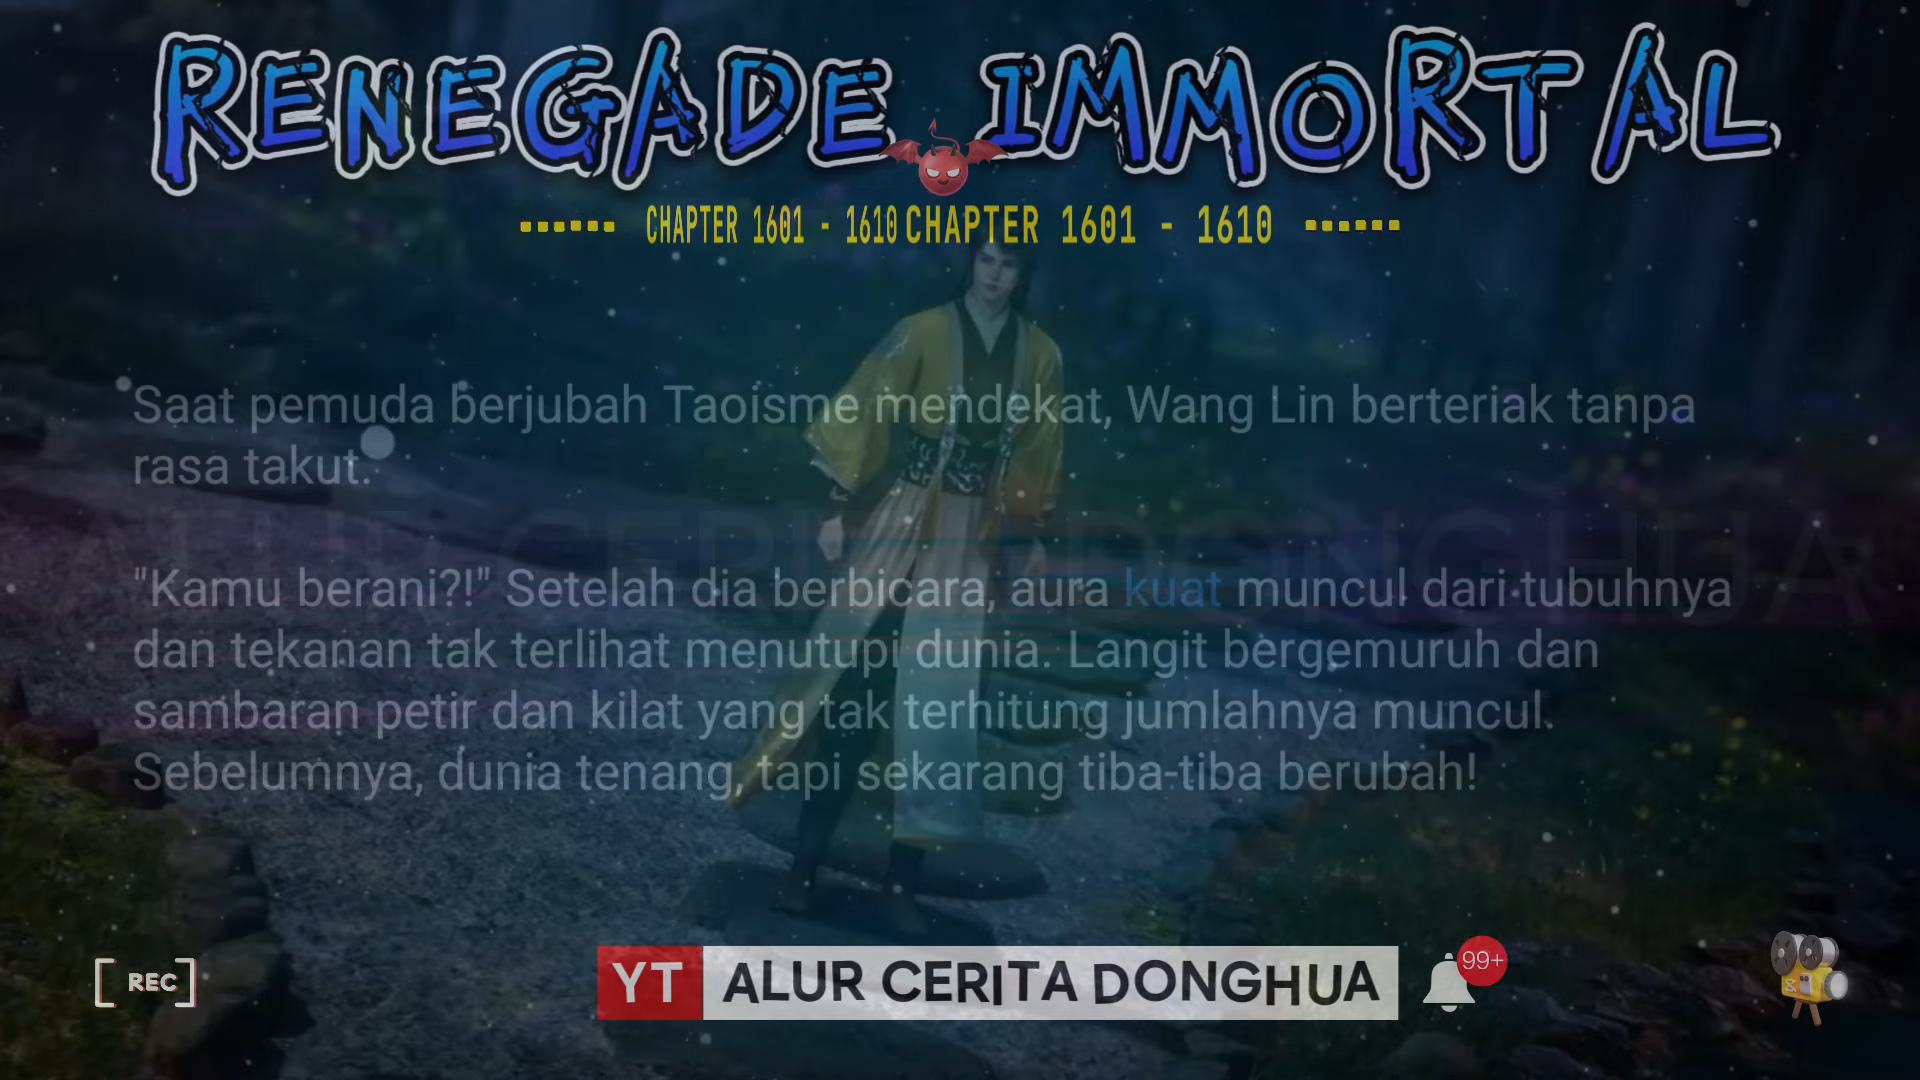 RENEGADE IMMORTAL
CHAPTER 1601 - 1610 CHAPTER 1601 - 1610
Saat pemuda berjubah Taoisme mendekat, Wang Lin berteriak tanpa
rasa takut.
ALUR CERITA DONGHUA
"Kamu berani?!" Setelah dia berbicara, aura kuat muncul dari tubuhnya
dan tekanan tak terlihat menutupi dunia. Langit bergemuruh dan
sambaran petir dan kilat yang tak terhitung jumlahnya muncul.
Sebelumnya, dunia tenang, tapi sekarang tiba-tiba berubah!
[ REC ]
YT ALUR CERITA DONGHUA
99+